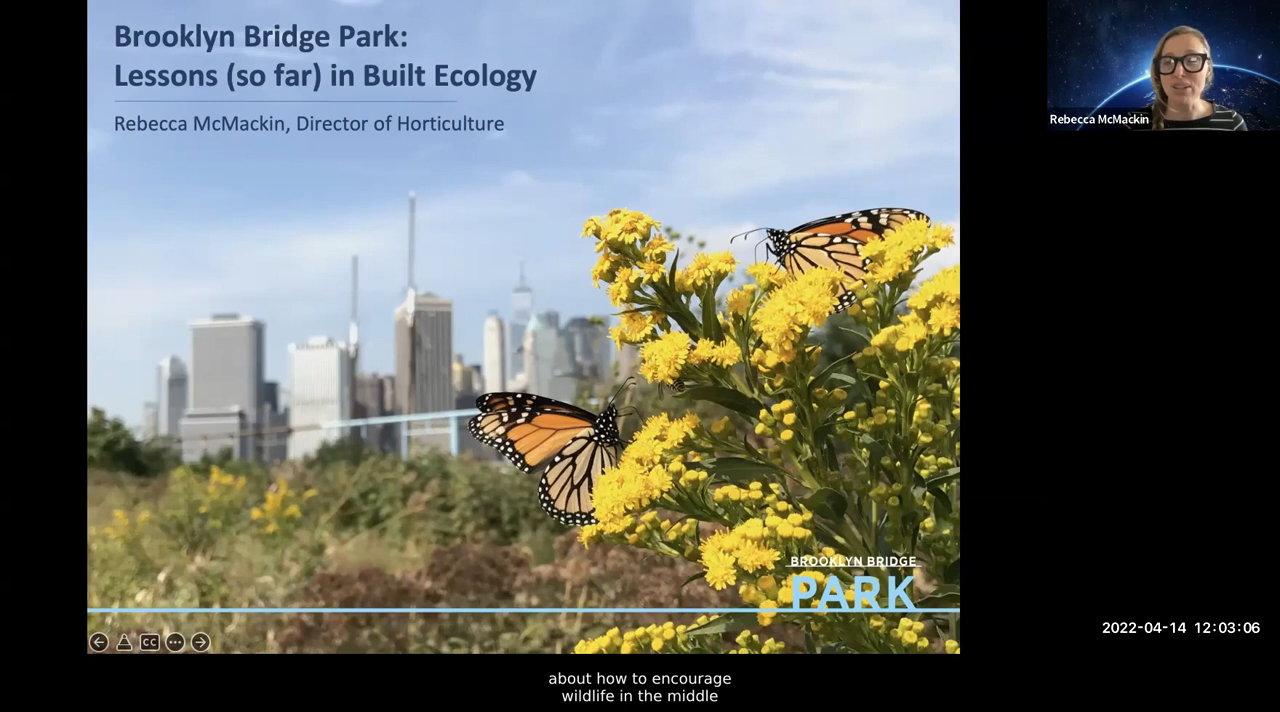 Brooklyn Bridge Park:
Lessons (so far) in Built Ecology
Rebecca McMackin, Director of Horticulture
Rebecca McMackin
BROOKLYN BRIDGE
PARK
CC
2022-04-14 12:03:06
about how to encourage
wildlife in the middle